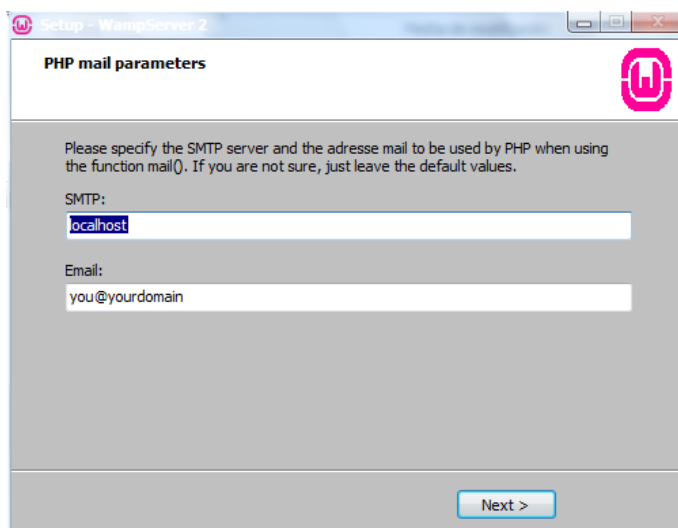 Setup - WampServer 2
PHP mail parameters
Please specify the SMTP server and the adresse mail to be used by PHP when using
the function mail(). If you are not sure, just leave the default values.
SMTP:
localhost
Email:
you@yourdomain
Next >